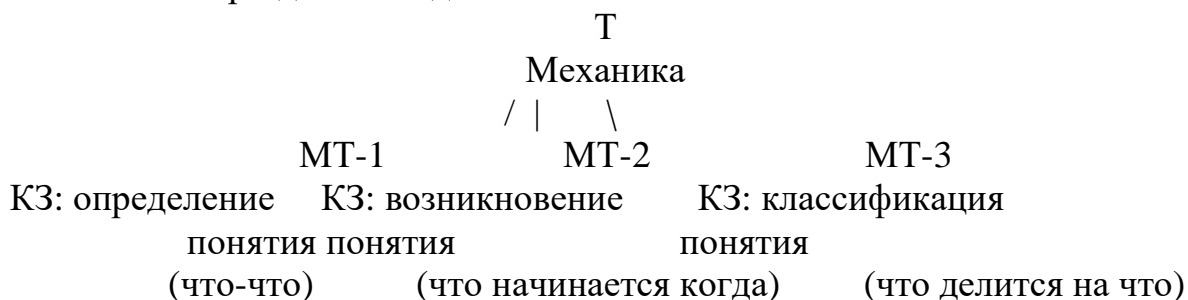 Т
Механика
/ | \
МТ-1 МТ-2 МТ-3
КЗ: определение КЗ: возникновение КЗ: классификация
понятия понятия понятия
(что-что) (что начинается когда) (что делится на что)